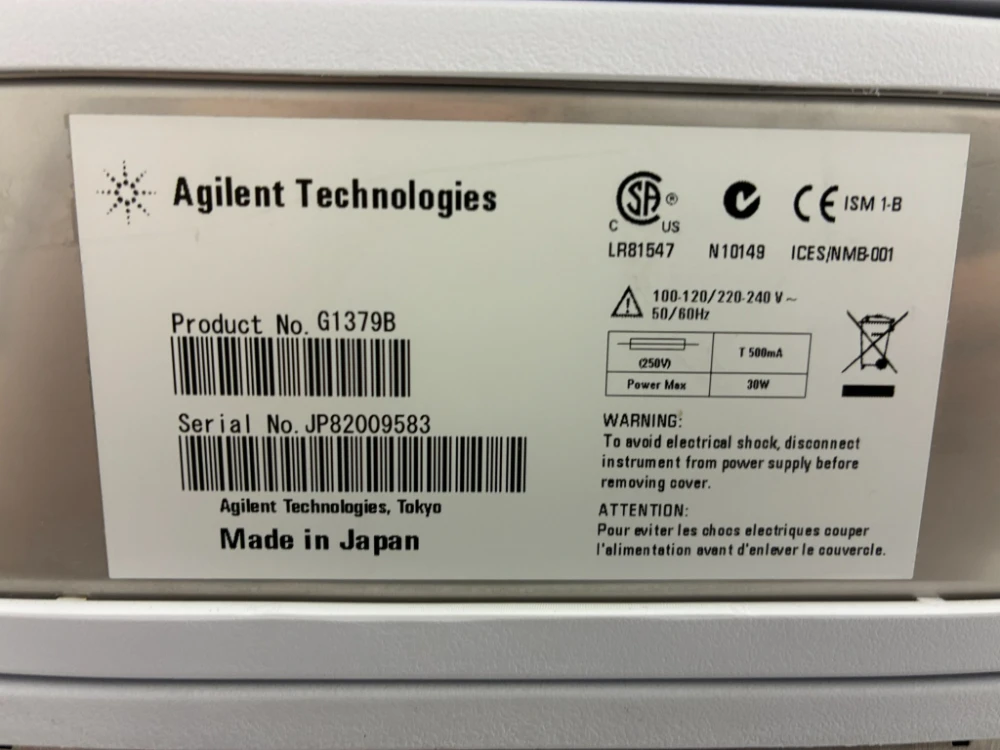 Agilent Technologies
Product No. G1379B
Serial No. JP82009583
Agilent Technologies, Tokyo
Made in Japan
SA ®
C US
LR81547
N10149
CE ISM 1-B
ICES/NMB-001
100-120/220-240 V ~
50/60Hz
(250V) T 500mA
Power Max 30W
WARNING:
To avoid electrical shock, disconnect
instrument from power supply before
removing cover.
ATTENTION:
Pour eviter les chocs electriques couper
l'alimentation avant d'enlever le couvercle.